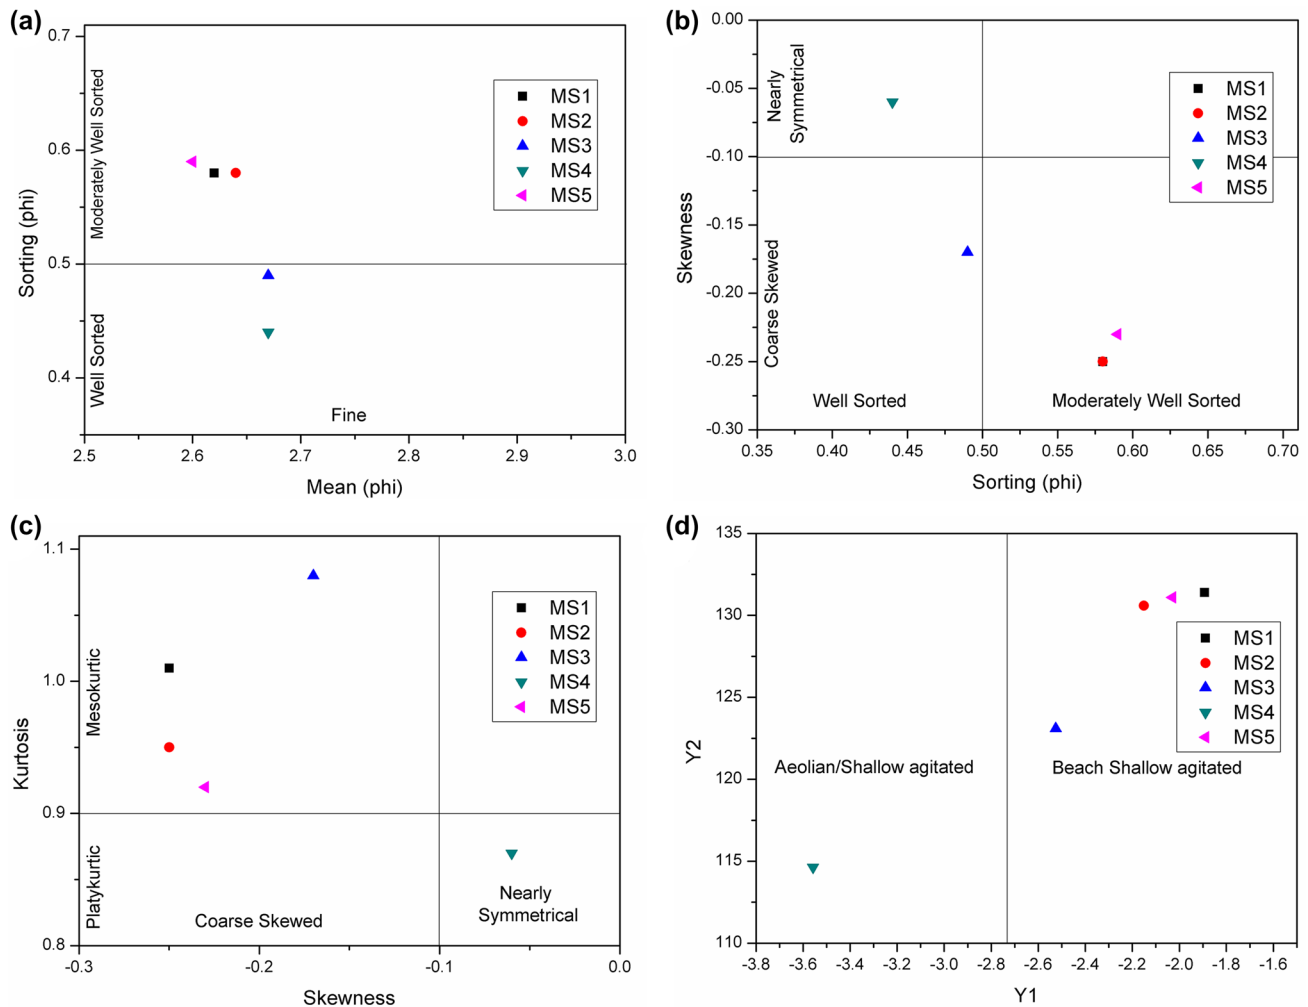 (a)
0.7
0.6
0.5
0.4
Sorting (phi)
Moderately Well Sorted
Well Sorted
MS1
MS2
MS3
MS4
MS5
Fine
2.5 2.6 2.7 2.8 2.9 3.0
Mean (phi)
(b)
0.00
-0.05
-0.10
-0.15
-0.20
-0.25
-0.30
Skewness
Nearly
Symmetrical
Coarse Skewed
MS1
MS2
MS3
MS4
MS5
Well Sorted
Moderately Well Sorted
0.35 0.40 0.45 0.50 0.55 0.60 0.65 0.70
Sorting (phi)
(c)
1.1
1.0
0.9
0.8
Kurtosis
Mesokurtic
Platykurtic
MS1
MS2
MS3
MS4
MS5
Coarse Skewed
Nearly
Symmetrical
-0.3 -0.2 -0.1 0.0
Skewness
(d)
135
130
125
120
115
110
Y2
MS1
MS2
MS3
MS4
MS5
Aeolian/Shallow agitated
Beach Shallow agitated
-3.8 -3.6 -3.4 -3.2 -3.0 -2.8 -2.6 -2.4 -2.2 -2.0 -1.8 -1.6
Y1